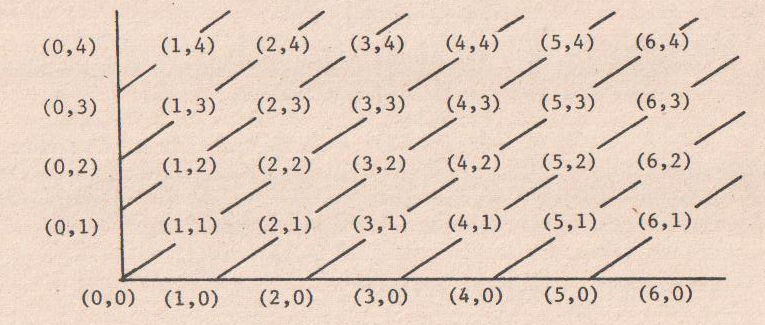 (0,4) (1,4) (2,4) (3,4) (4,4) (5,4) (6,4)
(0,3) (1,3) (2,3) (3,3) (4,3) (5,3) (6,3)
(0,2) (1,2) (2,2) (3,2) (4,2) (5,2) (6,2)
(0,1) (1,1) (2,1) (3,1) (4,1) (5,1) (6,1)
(0,0) (1,0) (2,0) (3,0) (4,0) (5,0) (6,0)